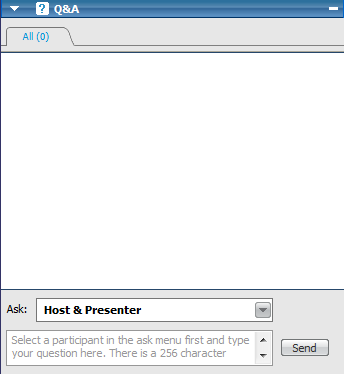 ? Q&A
All (0)
Ask: Host & Presenter
Select a participant in the ask menu first and type
your question here. There is a 256 character
Send